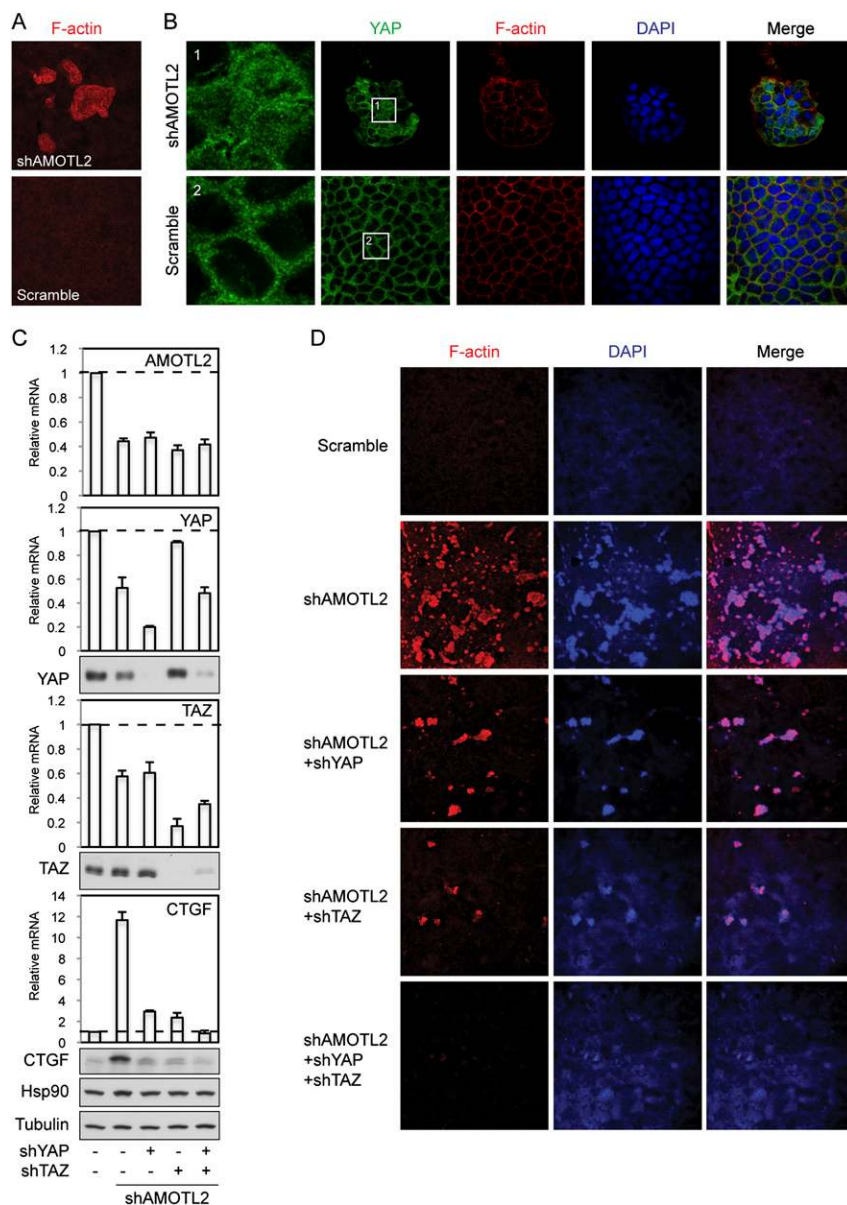 A
F-actin
shAMOTL2
Scramble
B
YAP
F-actin
DAPI
Merge
shAMOTL2
1
1
Scramble
2
2
C
AMOTL2
Relative mRNA
1.2
1
0.8
0.6
0.4
0.2
0
YAP
Relative mRNA
1.2
1
0.8
0.6
0.4
0.2
0
YAP
TAZ
Relative mRNA
1.2
1
0.8
0.6
0.4
0.2
0
TAZ
CTGF
Relative mRNA
14
12
10
8
6
4
2
0
CTGF
Hsp90
Tubulin
shYAP - - + - +
shTAZ - - - + +
shAMOTL2
D
F-actin
DAPI
Merge
Scramble
shAMOTL2
shAMOTL2
+shYAP
shAMOTL2
+shTAZ
shAMOTL2
+shYAP
+shTAZ